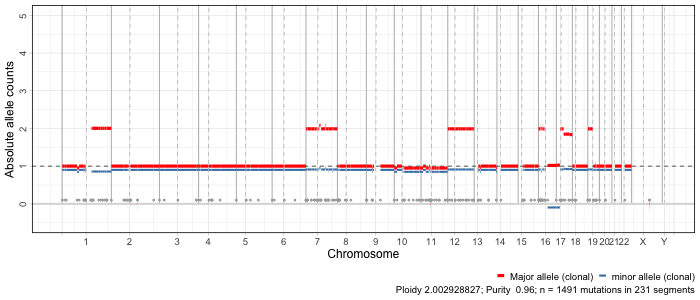 Absolute allele counts
5
4
3
2
1
0
1 2 3 4 5 6 7 8 9 10 11 12 13 14 15 16 17 18 19 20 21 22 X Y
Chromosome
Major allele (clonal) minor allele (clonal)
Ploidy 2.002928827; Purity 0.96; n = 1491 mutations in 231 segments